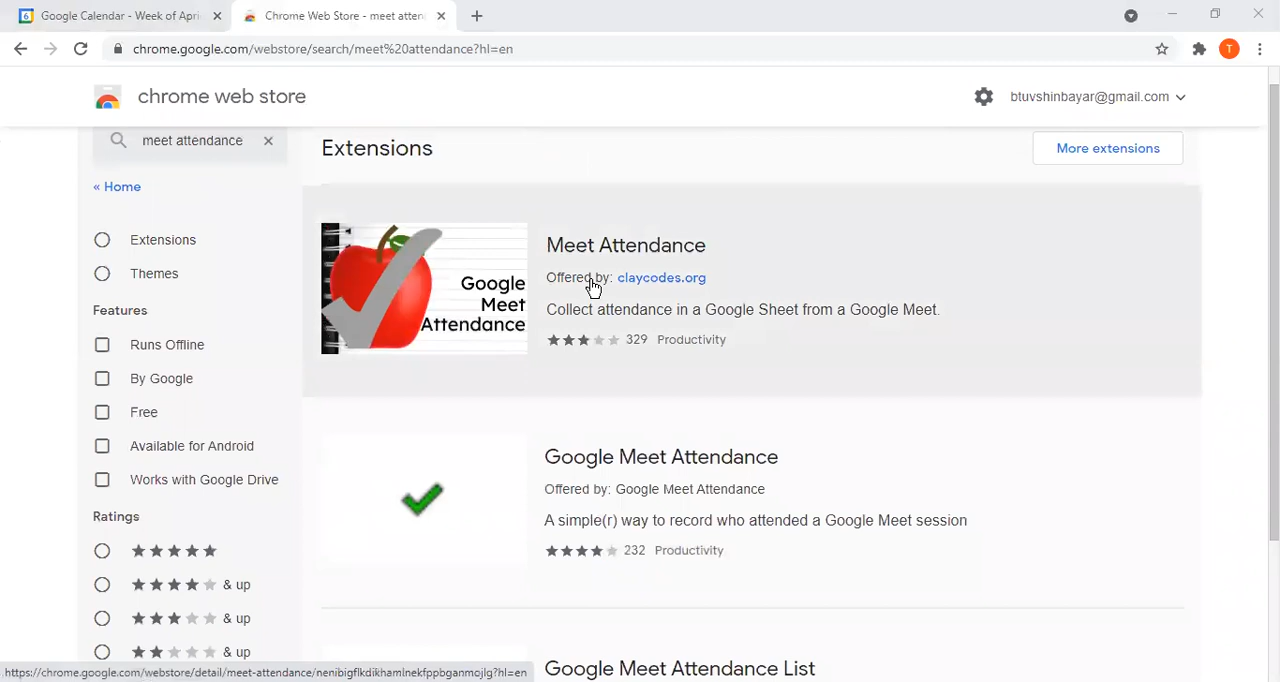 Google Calendar - Week of Apri
Chrome Web Store - meet atten
chrome.google.com/webstore/search/meet%20attendance?hl=en
T
chrome web store
btuvshinbayar@gmail.com
meet attendance
Extensions
More extensions
« Home
Extensions
Themes
Features
Runs Offline
By Google
Free
Available for Android
Works with Google Drive
Ratings
& up
& up
& up
Google
Meet
Attendance
Meet Attendance
Offered by: claycodes.org
Collect attendance in a Google Sheet from a Google Meet.
329 Productivity
Google Meet Attendance
Offered by: Google Meet Attendance
A simple(r) way to record who attended a Google Meet session
232 Productivity
Google Meet Attendance List
https://chrome.google.com/webstore/detail/meet-attendance/nenibigflkdikhamlnekfppbganmojlg?hl=en